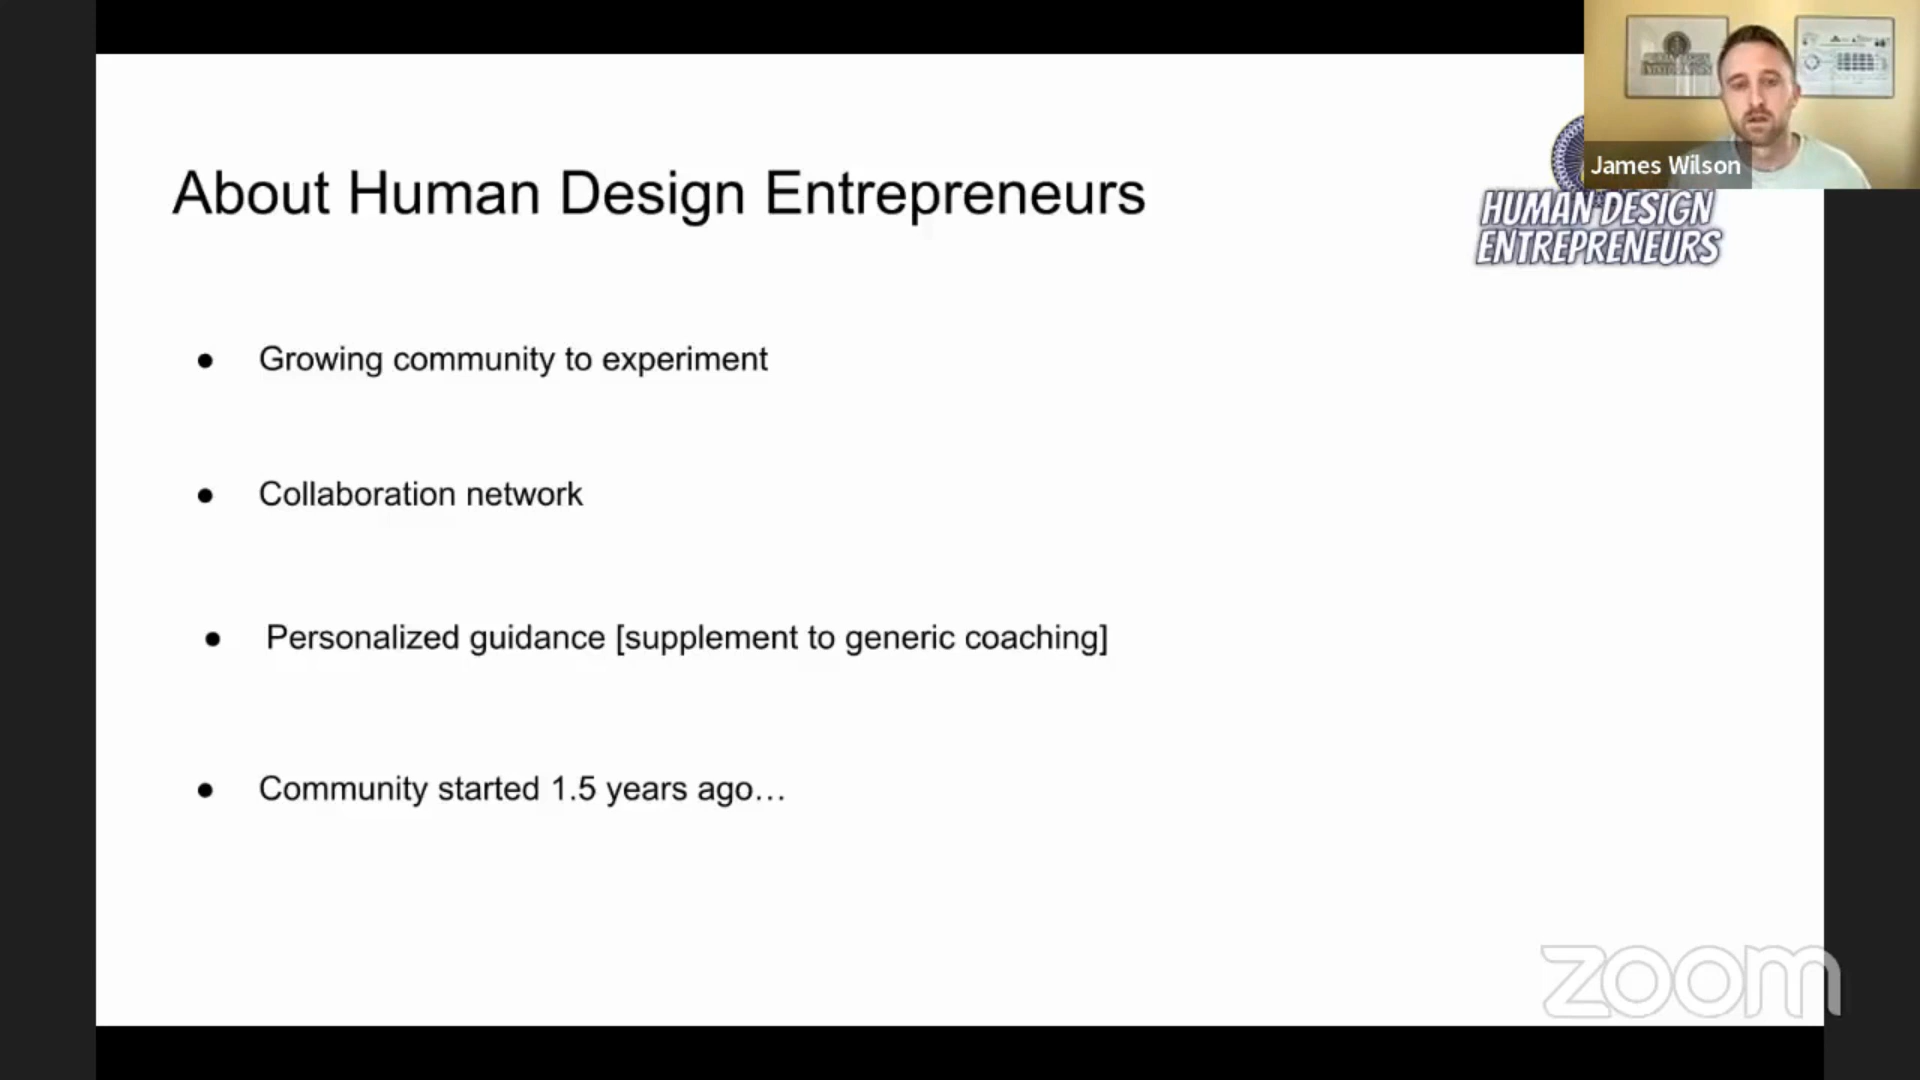 About Human Design Entrepreneurs
James Wilson
HUMAN DESIGN
ENTREPRENEURS
● Growing community to experiment
● Collaboration network
● Personalized guidance [supplement to generic coaching]
● Community started 1.5 years ago…
zoom